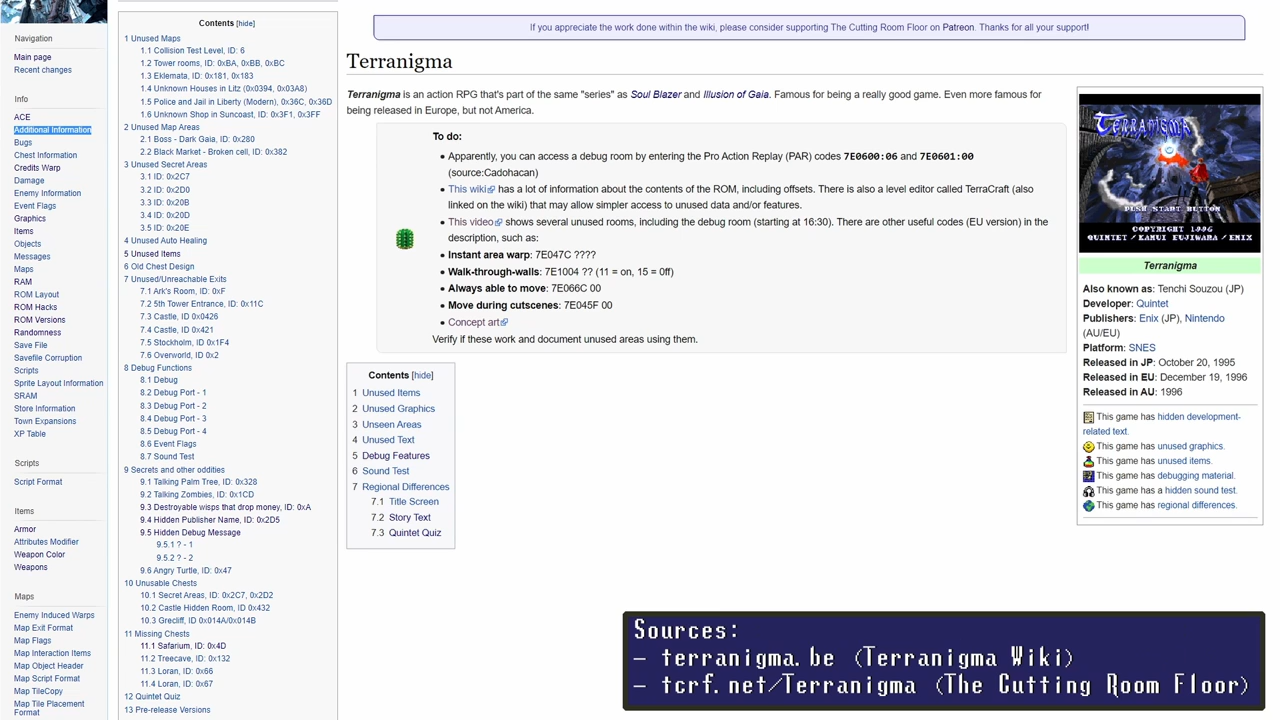 Navigation
Main page
Recent changes
Info
ACE
Additional Information
Bugs
Chest Information
Credits Warp
Damage
Enemy Information
Event Flags
Graphics
Items
Objects
Messages
Maps
RAM
ROM Layout
ROM Hacks
ROM Versions
Randomness
Save File
Savefile Corruption
Scripts
Sprite Layout Information
SRAM
Store Information
Town Expansions
XP Table
Scripts
Script Format
Items
Armor
Attributes Modifier
Weapon Color
Weapons
Maps
Enemy Induced Warps
Map Exit Format
Map Flags
Map Interaction Items
Map Object Header
Map Script Format
Map TileCopy
Map Tile Placement
Format
Contents [hide]
1 Unused Maps
1.1 Collision Test Level, ID: 6
1.2 Tower rooms, ID: 0xBA, 0xBB, 0xBC
1.3 Eklemata, ID: 0x181, 0x183
1.4 Unknown Houses in Litz (0x0394, 0x03A8)
1.5 Police and Jail in Liberty (Modern), 0x36C, 0x36D
1.6 Unknown Shop in Suncoast, ID: 0x3F1, 0x3FF
2 Unused Map Areas
2.1 Boss - Dark Gaia, ID: 0x280
2.2 Black Market - Broken cell, ID: 0x382
3 Unused Secret Areas
3.1 ID: 0x2C7
3.2 ID: 0x2D0
3.3 ID: 0x20B
3.4 ID: 0x20D
3.5 ID: 0x20E
4 Unused Auto Healing
5 Unused Items
6 Old Chest Design
7 Unused/Unreachable Exits
7.1 Ark's Room, ID: 0xF
7.2 5th Tower Entrance, ID: 0x11C
7.3 Castle, ID 0x0426
7.4 Castle, ID 0x421
7.5 Stockholm, ID 0x1F4
7.6 Overworld, ID 0x2
8 Debug Functions
8.1 Debug
8.2 Debug Port - 1
8.3 Debug Port - 2
8.4 Debug Port - 3
8.5 Debug Port - 4
8.6 Event Flags
8.7 Sound Test
9 Secrets and other oddities
9.1 Talking Palm Tree, ID: 0x328
9.2 Talking Zombies, ID: 0x1CD
9.3 Destroyable wisps that drop money, ID: 0xA
9.4 Hidden Publisher Name, ID: 0x2D5
9.5 Hidden Debug Message
9.5.1 ? - 1
9.5.2 ? - 2
9.6 Angry Turtle, ID: 0x47
10 Unusable Chests
10.1 Secret Areas, ID: 0x2C7, 0x2D2
10.2 Castle Hidden Room, ID 0x432
10.3 Grecliff, ID 0x014A/0x014B
11 Missing Chests
11.1 Safarium, ID: 0x4D
11.2 Treecave, ID: 0x132
11.3 Loran, ID: 0x66
11.4 Loran, ID: 0x67
12 Quintet Quiz
13 Pre-release Versions
If you appreciate the work done within the wiki, please consider supporting The Cutting Room Floor on Patreon. Thanks for all your support!
Terranigma
Terranigma is an action RPG that's part of the same "series" as Soul Blazer and Illusion of Gaia. Famous for being a really good game. Even more famous for
being released in Europe, but not America.
To do:
• Apparently, you can access a debug room by entering the Pro Action Replay (PAR) codes 7E0600:06 and 7E0601:00
(source:Cadohacan)
• This wiki has a lot of information about the contents of the ROM, including offsets. There is also a level editor called TerraCraft (also
linked on the wiki) that may allow simpler access to unused data and/or features.
• This video shows several unused rooms, including the debug room (starting at 16:30). There are other useful codes (EU version) in the
description, such as:
• Instant area warp: 7E047C ????
• Walk-through-walls: 7E1004 ?? (11 = on, 15 = off)
• Always able to move: 7E066C 00
• Move during cutscenes: 7E045F 00
• Concept art
Verify if these work and document unused areas using them.
Contents [hide]
1 Unused Items
2 Unused Graphics
3 Unseen Areas
4 Unused Text
5 Debug Features
6 Sound Test
7 Regional Differences
7.1 Title Screen
7.2 Story Text
7.3 Quintet Quiz
TERRANIGMA
PUSH START BUTTON
COPYRIGHT 1996
QUINTET / KAMUI FUJIWARA / ENIX
Terranigma
Also known as: Tenchi Souzou (JP)
Developer: Quintet
Publishers: Enix (JP), Nintendo
(AU/EU)
Platform: SNES
Released in JP: October 20, 1995
Released in EU: December 19, 1996
Released in AU: 1996
This game has hidden development-
related text.
This game has unused graphics.
This game has unused items.
This game has debugging material.
This game has a hidden sound test.
This game has regional differences.
Sources:
– terranigma.be (Terranigma Wiki)
– tcrf.net/Terranigma (The Cutting Room Floor)